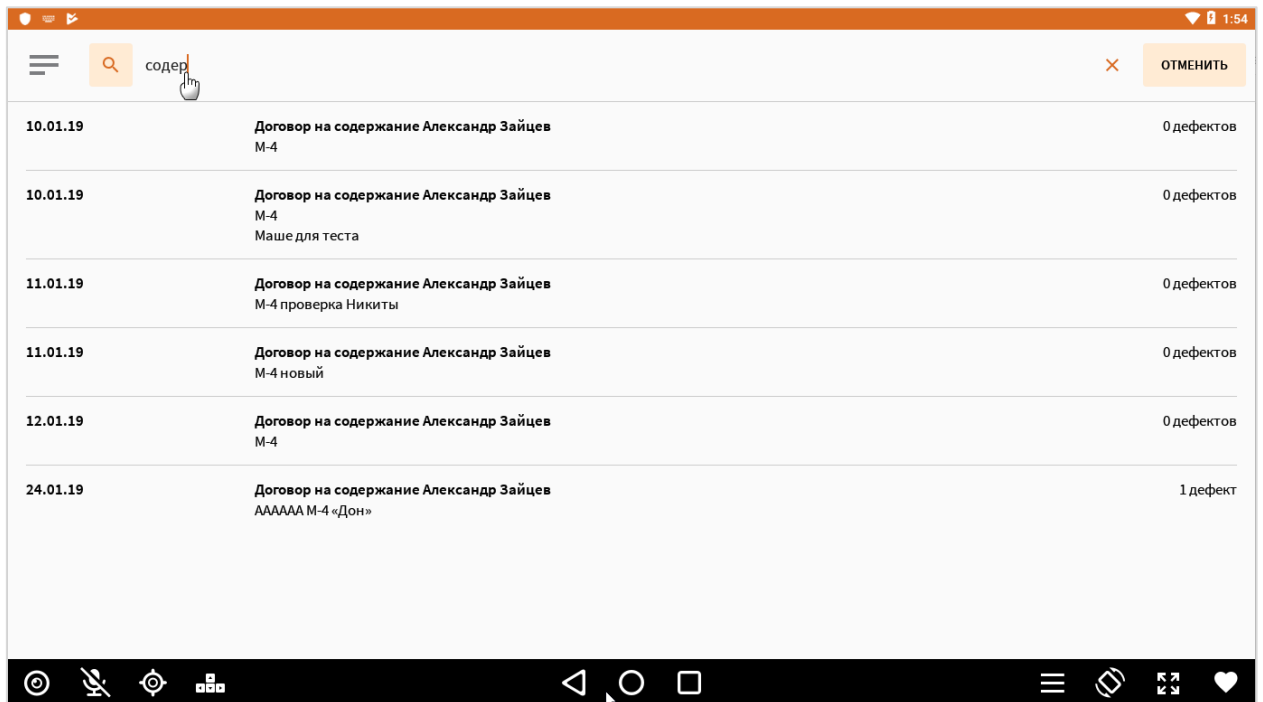 1:54
содер
ОТМЕНИТЬ
10.01.19 Договор на содержание Александр Зайцев 0 дефектов
М-4
10.01.19 Договор на содержание Александр Зайцев 0 дефектов
М-4
Маше для теста
11.01.19 Договор на содержание Александр Зайцев 0 дефектов
М-4 проверка Никиты
11.01.19 Договор на содержание Александр Зайцев 0 дефектов
М-4 новый
12.01.19 Договор на содержание Александр Зайцев 0 дефектов
М-4
24.01.19 Договор на содержание Александр Зайцев 1 дефект
АААААА М-4 «Дон»